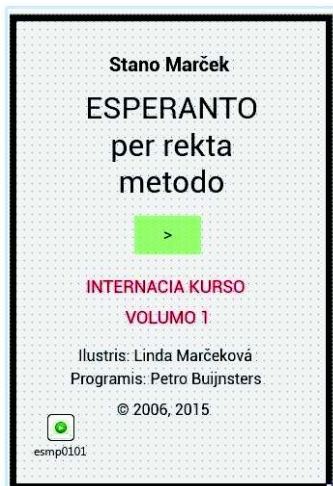 Stano Marček
ESPERANTO
per rekta
metodo
>
INTERNACIA KURSO
VOLUMO 1
Ilustris: Linda Marčeková
Programis: Petro Buijnsters
© 2006, 2015
esmp0101